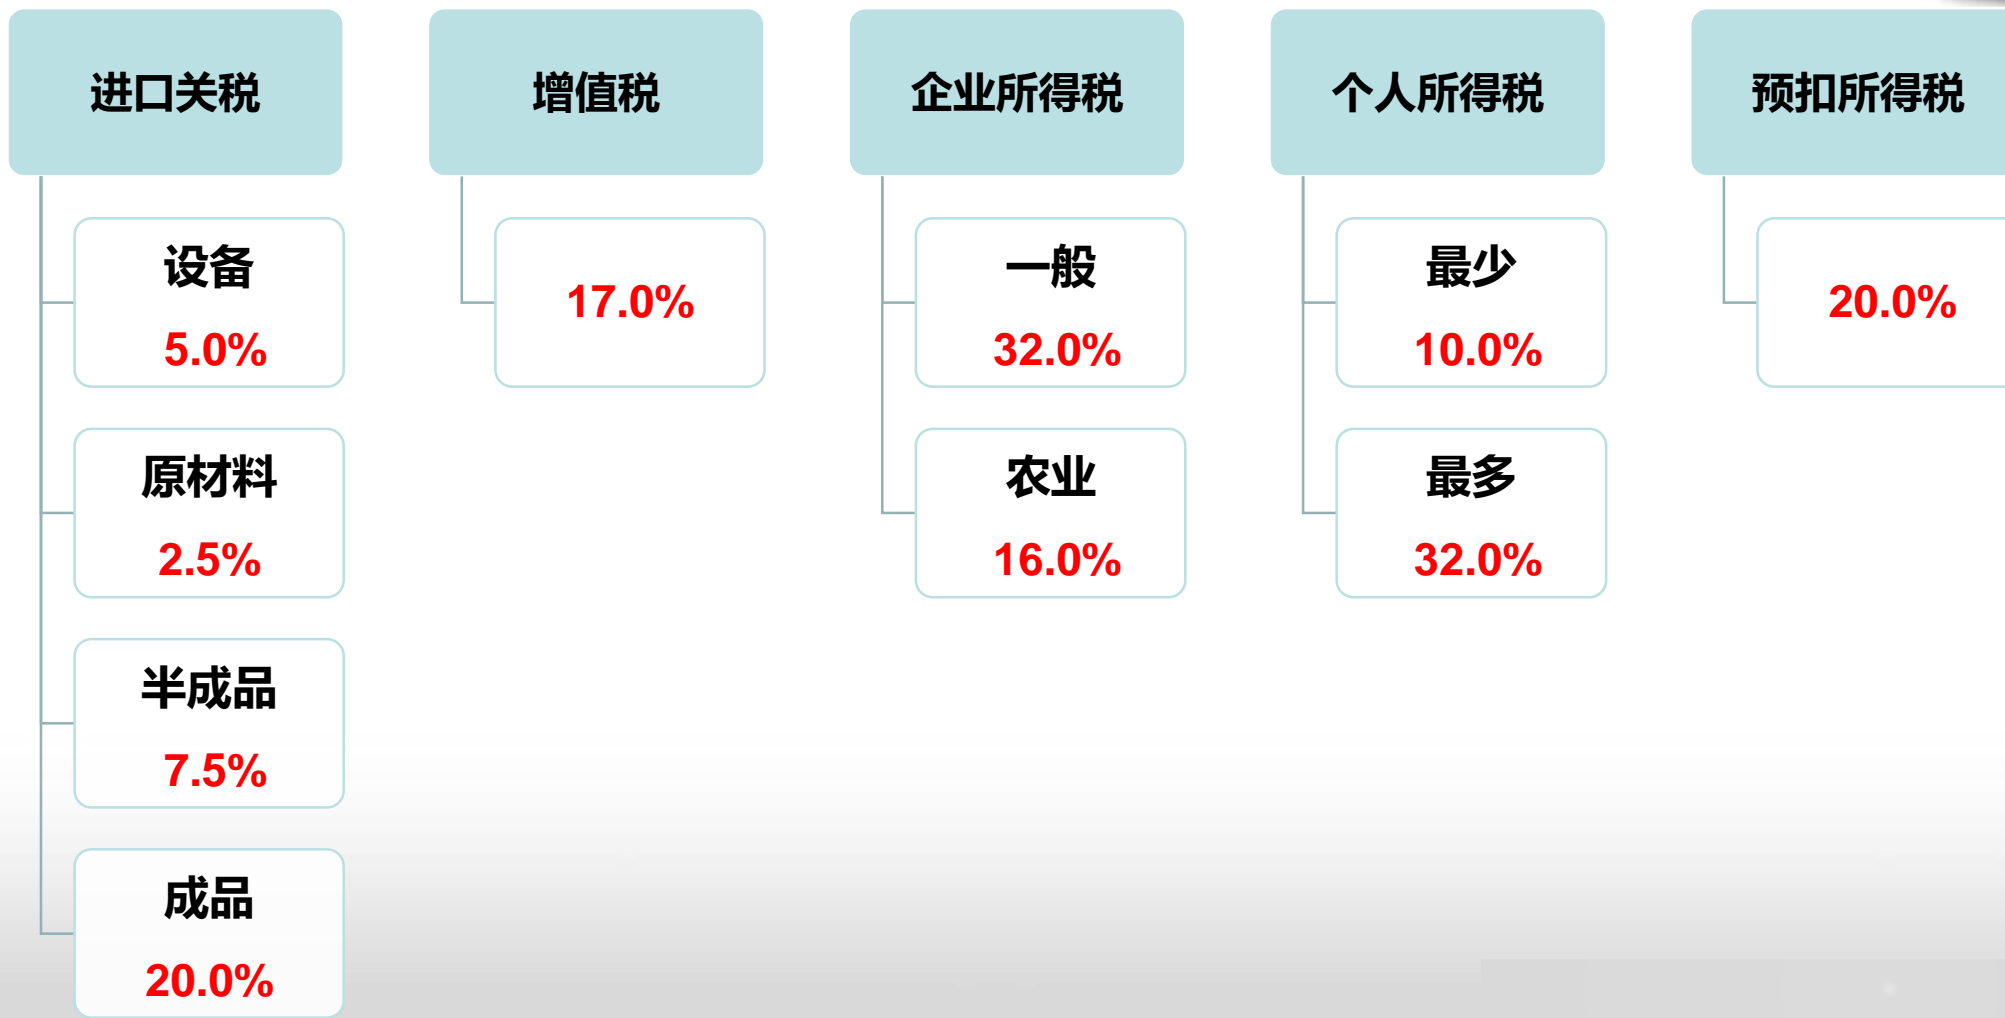 进口关税
设备
5.0%
原材料
2.5%
半成品
7.5%
成品
20.0%
增值税
17.0%
企业所得税
一般
32.0%
农业
16.0%
个人所得税
最少
10.0%
最多
32.0%
预扣所得税
20.0%